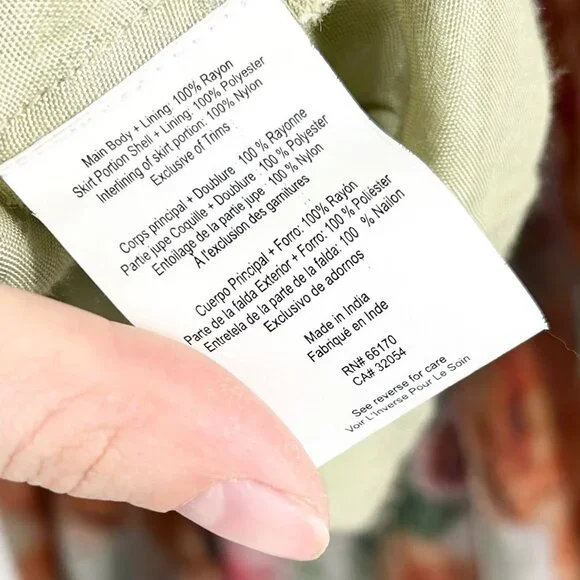 Main Body + Lining: 100% Rayon
Skirt Portion Shell + Lining: 100% Polyester
Interlining of skirt portion: 100% Nylon
Exclusive of Trims
Corps principal + Doublure 100 % Rayonne
Partie jupe Coquille + Doublure : 100 % Polyester
Entoilage de la partie jupe : 100 % Nylon
À l'exclusion des garnitures
Cuerpo Principal + Forro: 100% Rayón
Parte de la falda Exterior + Forro: 100 % Poliéster
Entretela de la parte de la falda: 100 % Nailon
Exclusivo de adornos
Made in India
Fabriqué en Inde
RN# 66170
CA# 32054
See reverse for care
Voir L'inverse Pour Le Soin